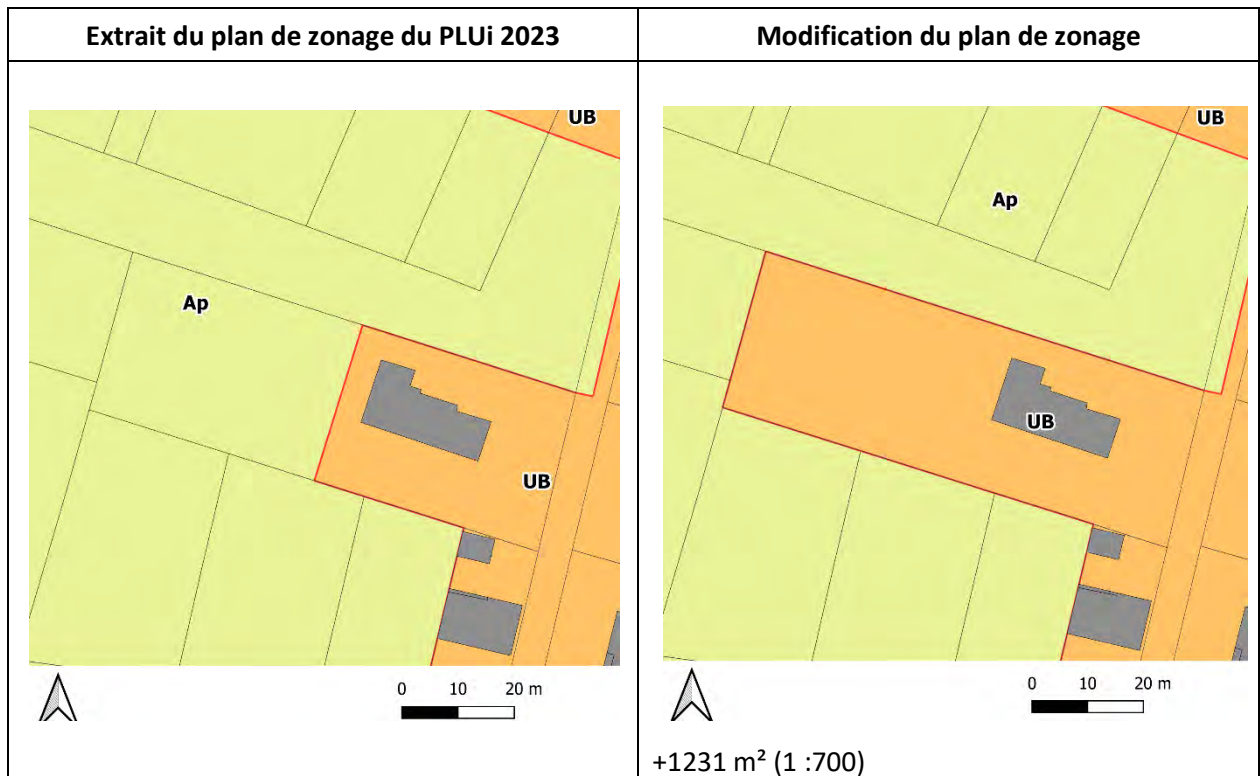 Extrait du plan de zonage du PLUi 2023
Modification du plan de zonage
UB
Ap
UB
0 10 20 m
UB
Ap
UB
0 10 20 m
+1231 m² (1 :700)